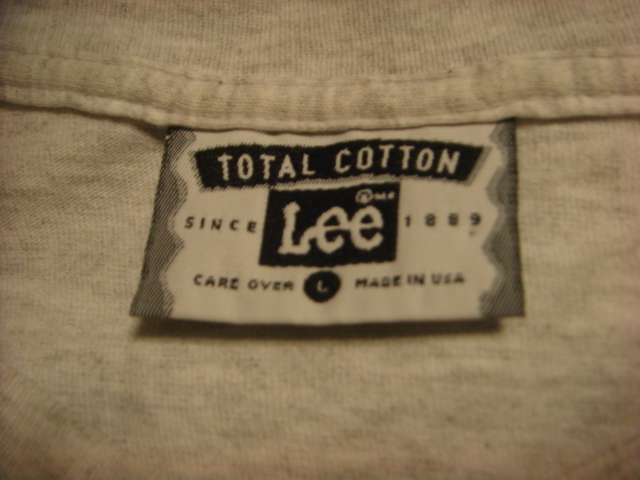 TOTAL COTTON
SINCE Lee ® 1889
CARE OVER L MADE IN USA